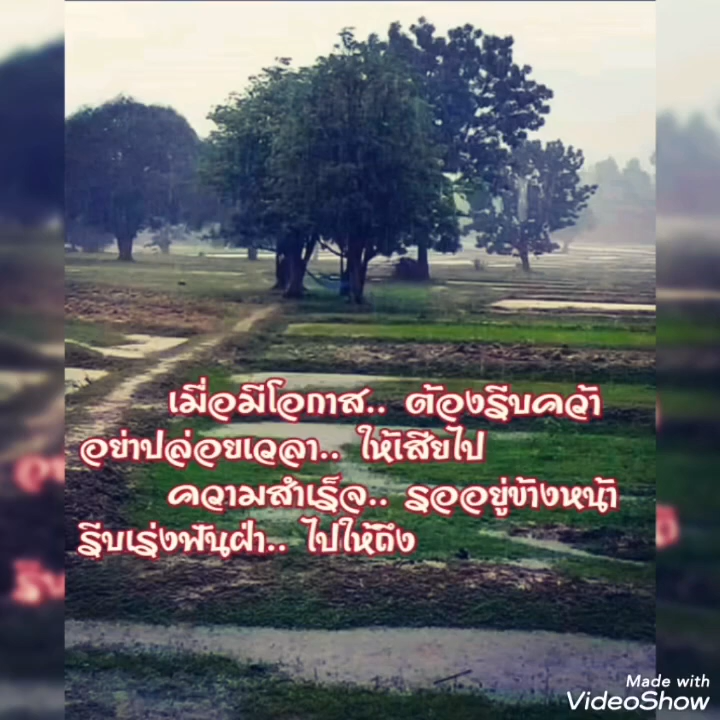 เมื่อมีโอกาส.. ต้องรีบคว้า
อย่าปล่อยเวลา.. ให้เสียไป
ความสำเร็จ.. รออยู่ข้างหน้า
รีบเร่งฟันฝ่า.. ไปให้ถึง
Made with
VideoShow